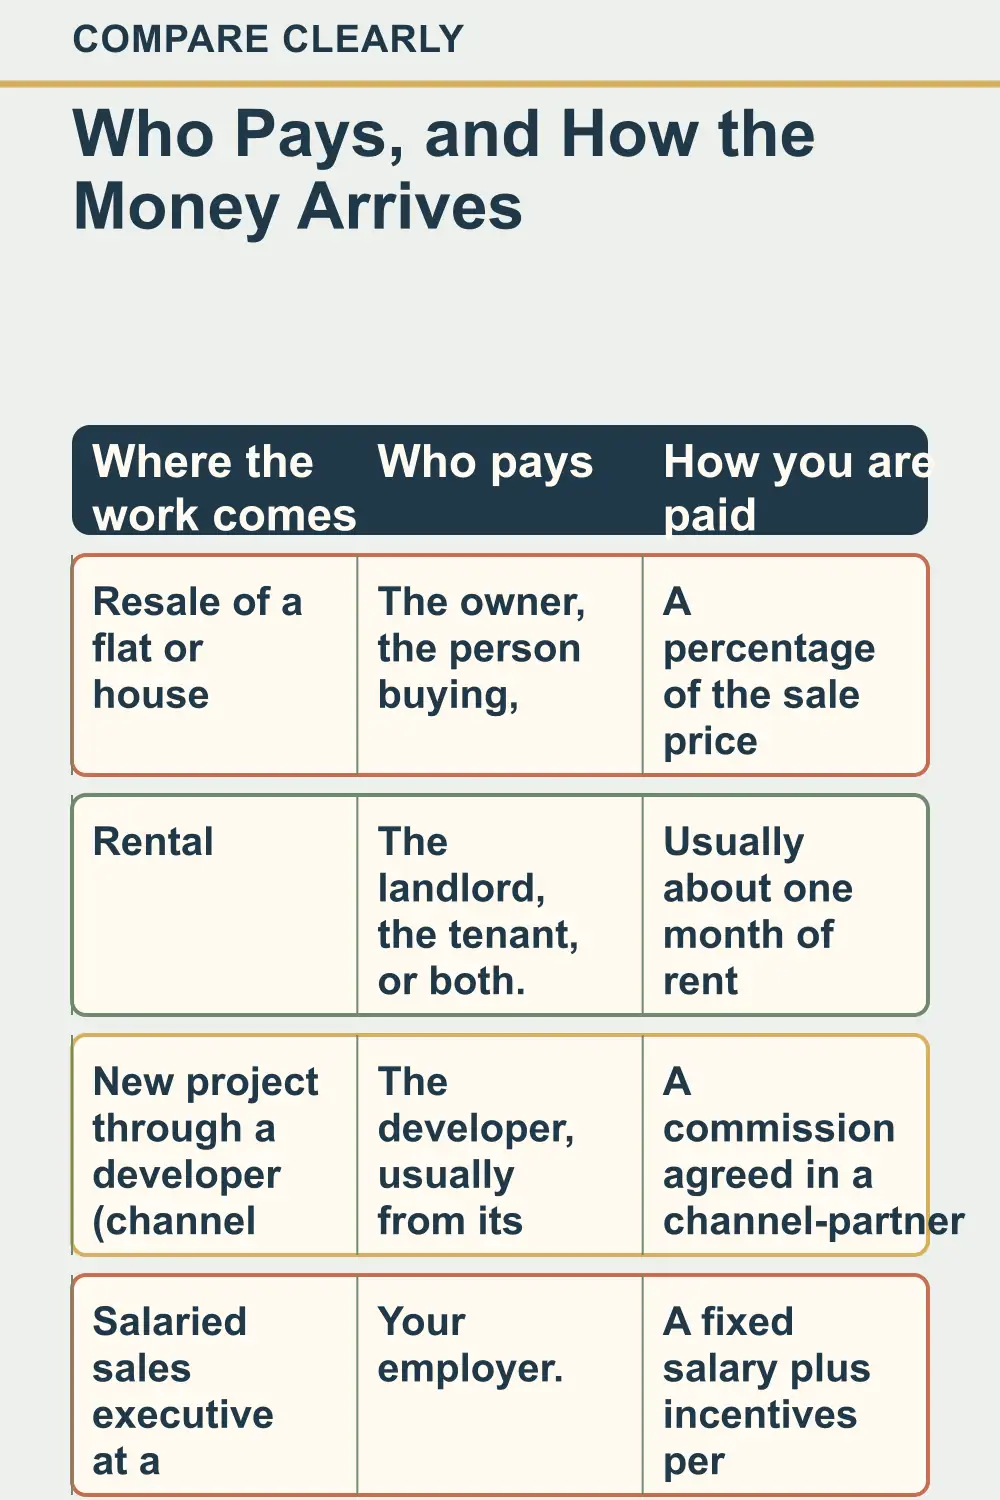 COMPARE CLEARLY
Who Pays, and How the
Money Arrives
Where the
work comes
Who pays
How you are
paid
Resale of a
flat or
house
The owner,
the person
buying,
A
percentage
of the sale
price
Rental
The
landlord,
the tenant,
or both.
Usually
about one
month of
rent
New project
through a
developer
(channel
The
developer,
usually
from its
A
commission
agreed in a
channel-partner
Salaried
sales
executive
at a
Your
employer.
A fixed
salary plus
incentives
per